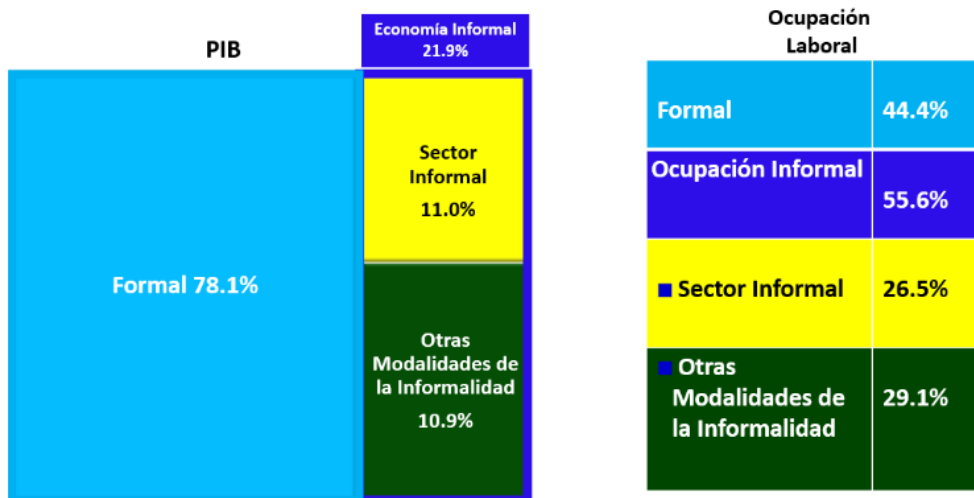 PIB
Economía Informal
21.9%
Formal 78.1%
Sector
Informal
11.0%
Otras
Modalidades de
la Informalidad
10.9%
Ocupación
Laboral
Formal 44.4%
Ocupación Informal
55.6%
Sector Informal 26.5%
Otras
Modalidades de 29.1%
la Informalidad